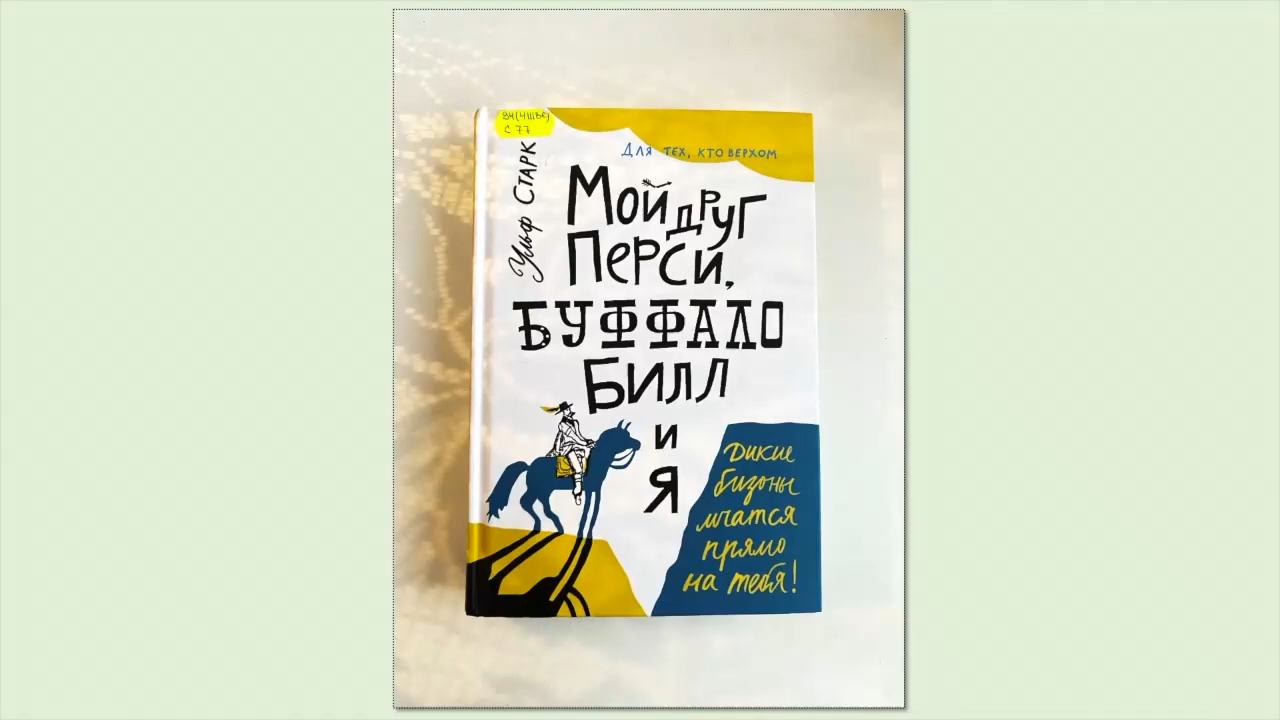 84(4ШВЕ)
С 77
Ульф Старк
Для тех, кто верхом
Мой друг
Перси,
Буффало
Билл
и
Я
Дикие
бизоны
мчатся
прямо
на тебя!